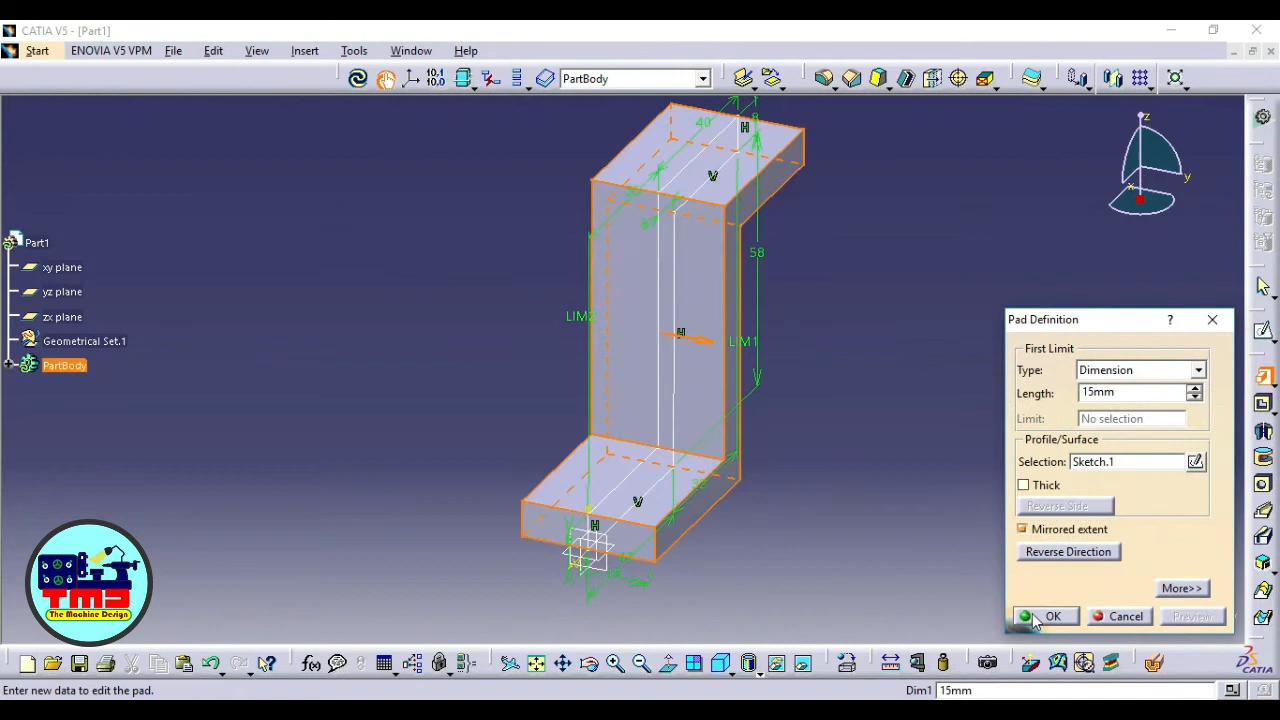 CATIA V5 - [Part1]
Start ENOVIA V5 VPM File Edit View Insert Tools Window Help
PartBody
Part1
xy plane
yz plane
zx plane
Geometrical Set.1
PartBody
40
8
H
V
58
LIM2
H
LIM1
V
H
z
y
x
Pad Definition ?
First Limit
Type: Dimension
Length: 15mm
Limit: No selection
Profile/Surface
Selection: Sketch.1
Thick
Reverse Side
Mirrored extent
Reverse Direction
More>>
OK Cancel Preview
TM3
The Machine Design
f(x)
CATIA
Enter new data to edit the pad.
Dim1 15mm